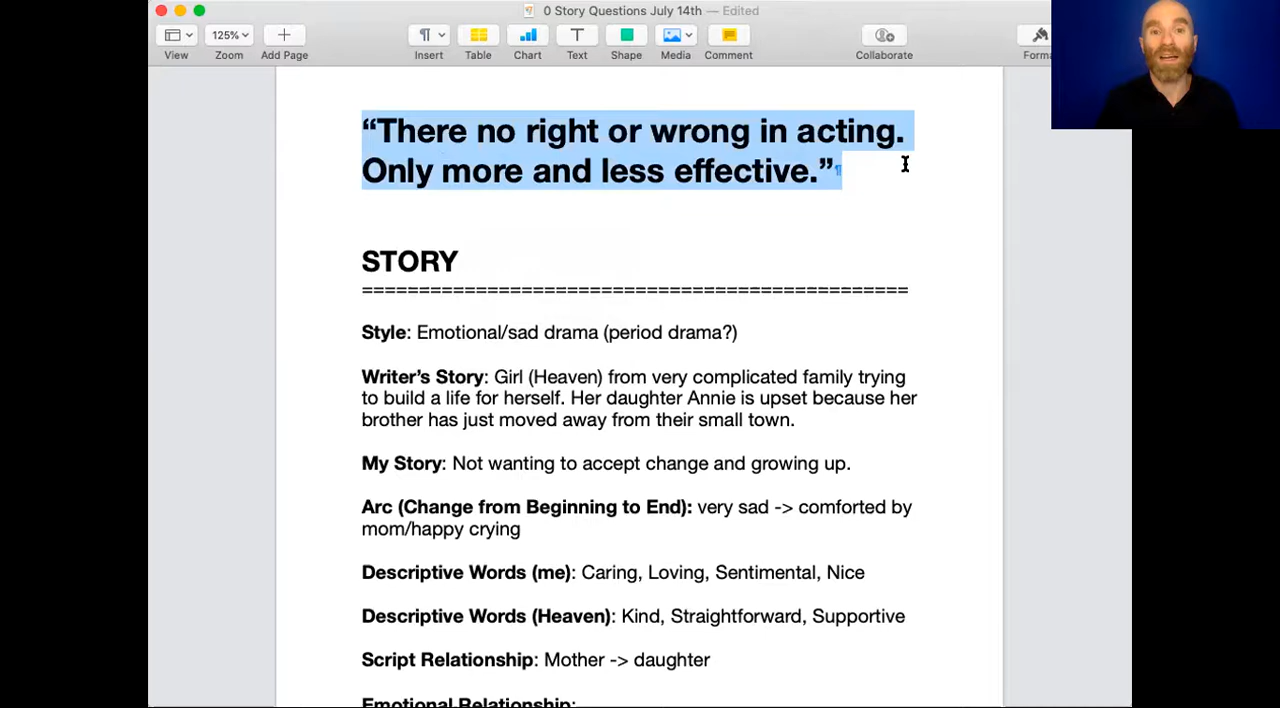 0 Story Questions July 14th — Edited
125%
View
Zoom
Add Page
Insert
Table
Chart
Text
Shape
Media
Comment
Collaborate
Forma
“There no right or wrong in acting.
Only more and less effective.”
STORY
================================================
Style: Emotional/sad drama (period drama?)
Writer’s Story: Girl (Heaven) from very complicated family trying
to build a life for herself. Her daughter Annie is upset because her
brother has just moved away from their small town.
My Story: Not wanting to accept change and growing up.
Arc (Change from Beginning to End): very sad -> comforted by
mom/happy crying
Descriptive Words (me): Caring, Loving, Sentimental, Nice
Descriptive Words (Heaven): Kind, Straightforward, Supportive
Script Relationship: Mother -> daughter
Emotional Relationship: